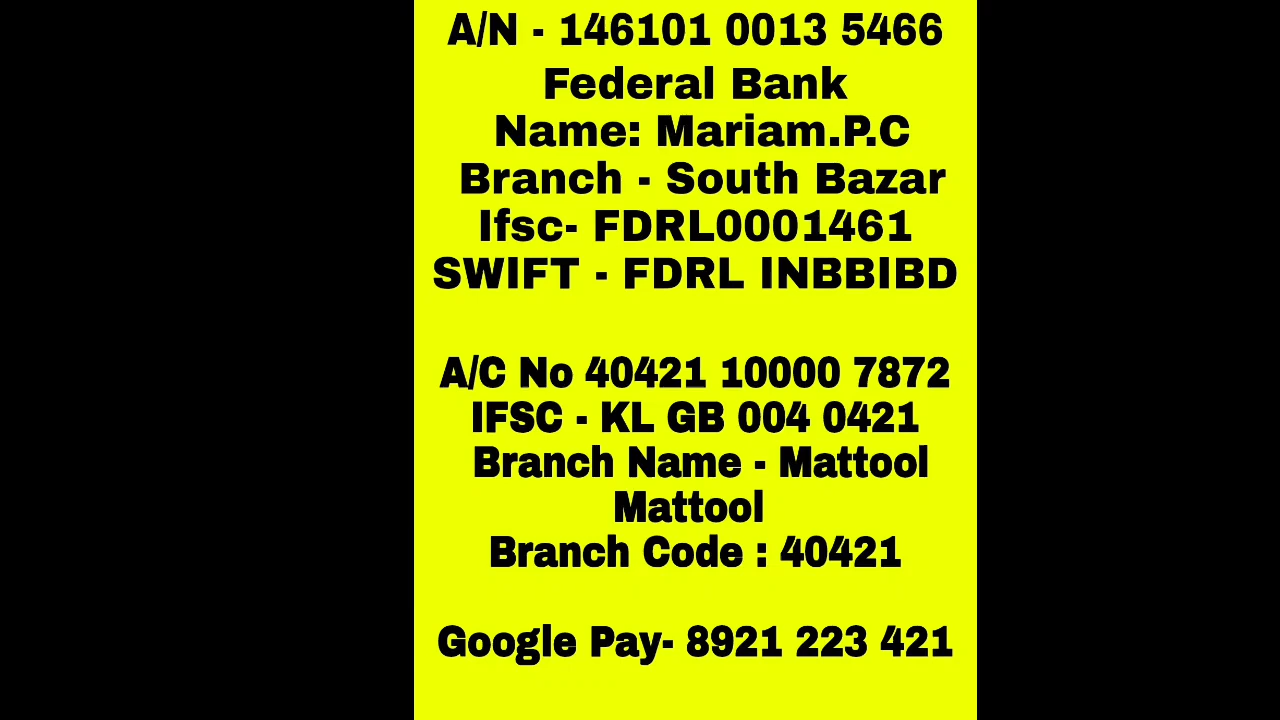 A/N - 146101 0013 5466
Federal Bank
Name: Mariam.P.C
Branch - South Bazar
Ifsc- FDRL0001461
SWIFT - FDRL INBBIBD
A/C No 40421 10000 7872
IFSC - KL GB 004 0421
Branch Name - Mattool
Mattool
Branch Code : 40421
Google Pay- 8921 223 421